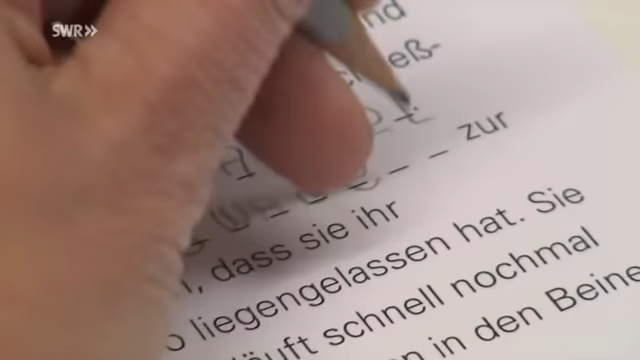 SWR»
nd
eß-
zur
, dass sie ihr
liegengelassen hat. Sie
äuft schnell nochmal
in den Beine